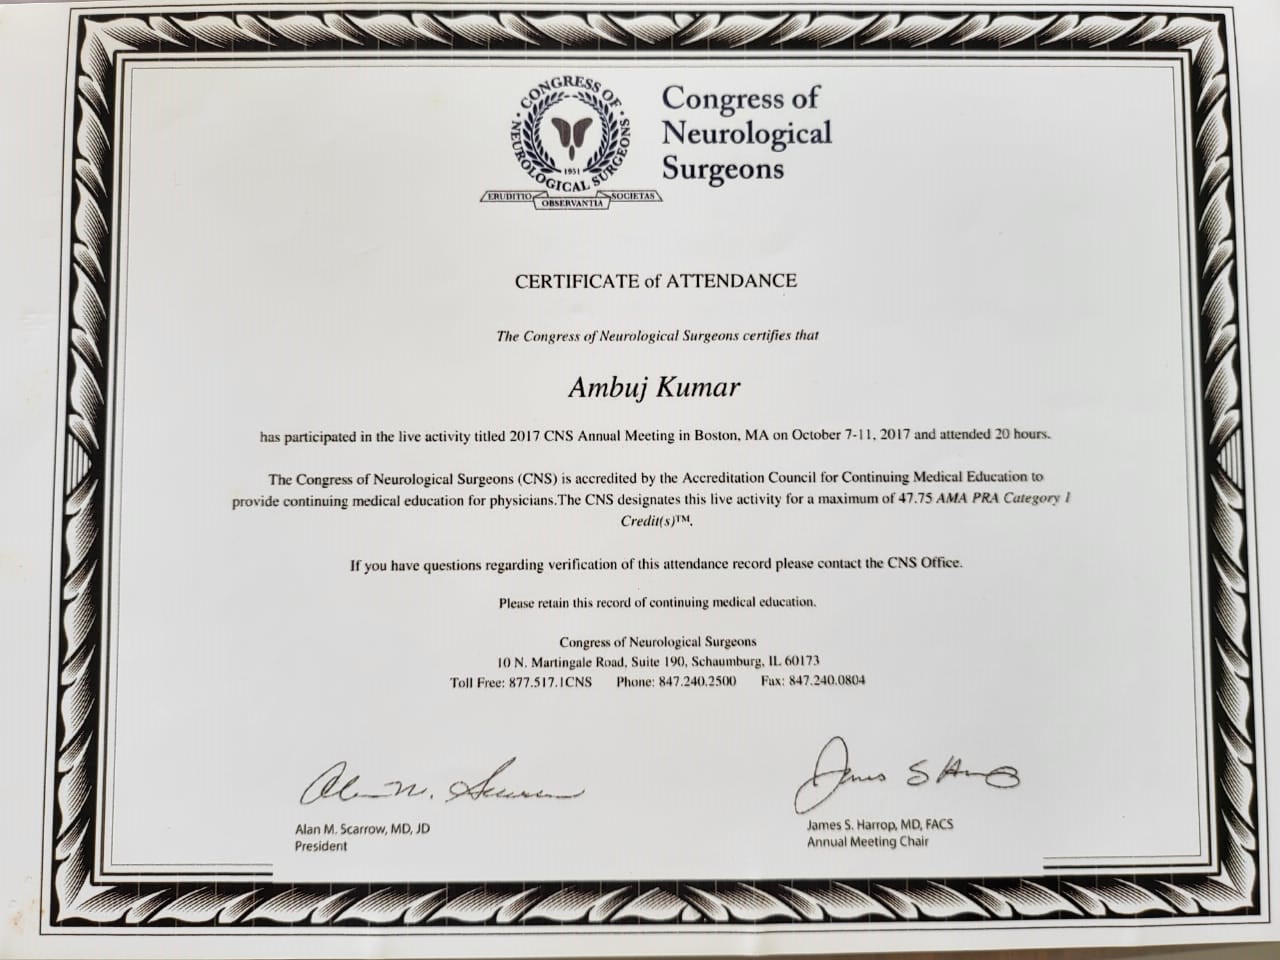 CONGRESS OF NEUROLOGICAL SURGEONS
1951
ERUDITIO OBSERVANTIA SOCIETAS
Congress of
Neurological
Surgeons
CERTIFICATE of ATTENDANCE
The Congress of Neurological Surgeons certifies that
Ambuj Kumar
has participated in the live activity titled 2017 CNS Annual Meeting in Boston, MA on October 7-11, 2017 and attended 20 hours.
The Congress of Neurological Surgeons (CNS) is accredited by the Accreditation Council for Continuing Medical Education to
provide continuing medical education for physicians.The CNS designates this live activity for a maximum of 47.75 AMA PRA Category 1
Credit(s)™.
If you have questions regarding verification of this attendance record please contact the CNS Office.
Please retain this record of continuing medical education.
Congress of Neurological Surgeons
10 N. Martingale Road, Suite 190, Schaumburg, IL 60173
Toll Free: 877.517.1CNS Phone: 847.240.2500 Fax: 847.240.0804
Alan M. Scarrow James S Harrop
Alan M. Scarrow, MD, JD James S. Harrop, MD, FACS
President Annual Meeting Chair